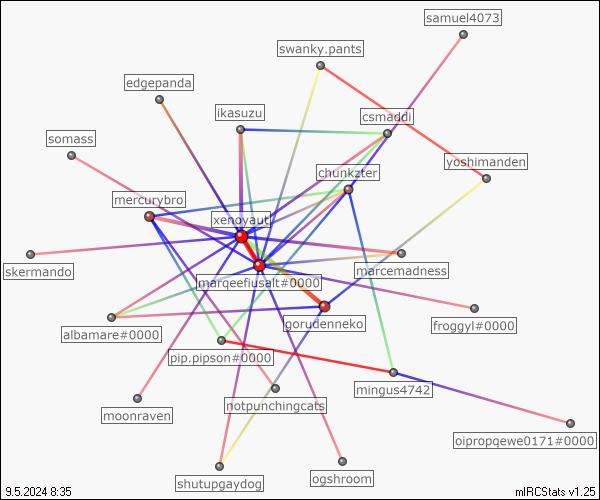 samuel4073
swanky.pants
edgepanda
ikasuzu
csmaddi
somass
yoshimanden
chunkzter
mercurybro
xenoyaut
skermando
marqeefiusalt#0000
marcemadness
albamare#0000
gorudenneko
froggyl#0000
pip.pipson#0000
mingus4742
moonraven
notpunchingcats
oipropqewe0171#0000
shutupgaydog
ogshroom
9.5.2024 8:35
mIRCStats v1.25